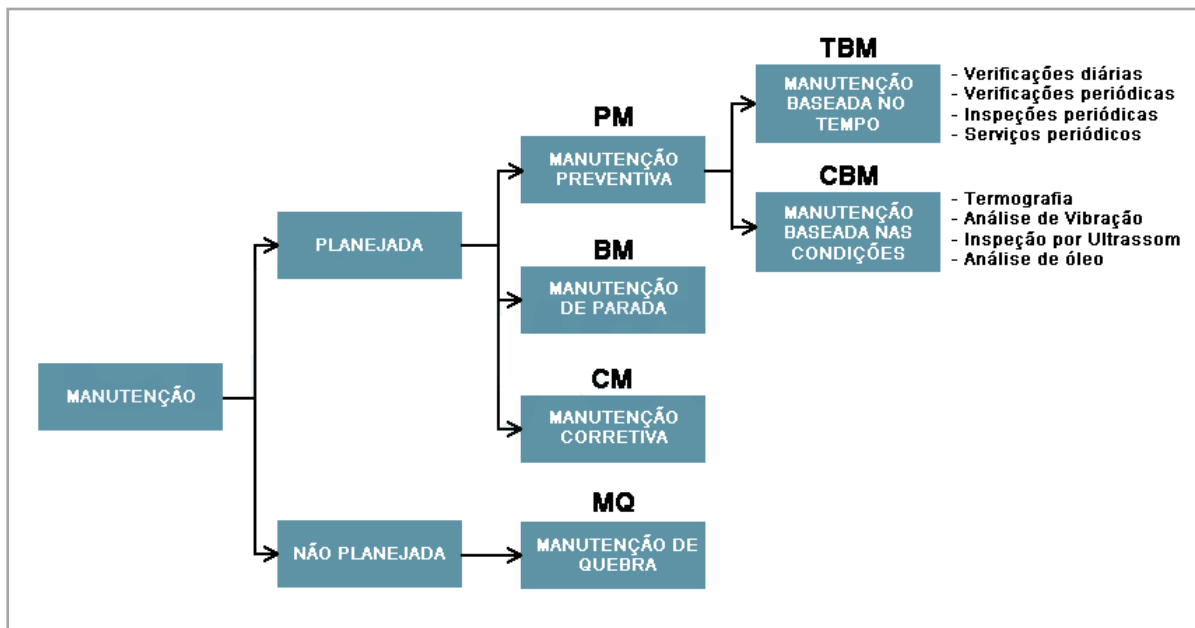 TBM
MANUTENÇÃO
BASEADA NO
TEMPO
- Verificações diárias
- Verificações periódicas
- Inspeções periódicas
- Serviços periódicos
PM
MANUTENÇÃO
PREVENTIVA
CBM
MANUTENÇÃO
BASEADA NAS
CONDIÇÕES
- Termografia
- Análise de Vibração
- Inspeção por Ultrassom
- Análise de óleo
PLANEJADA
BM
MANUTENÇÃO
DE PARADA
MANUTENÇÃO
CM
MANUTENÇÃO
CORRETIVA
NÃO PLANEJADA
MQ
MANUTENÇÃO DE
QUEBRA